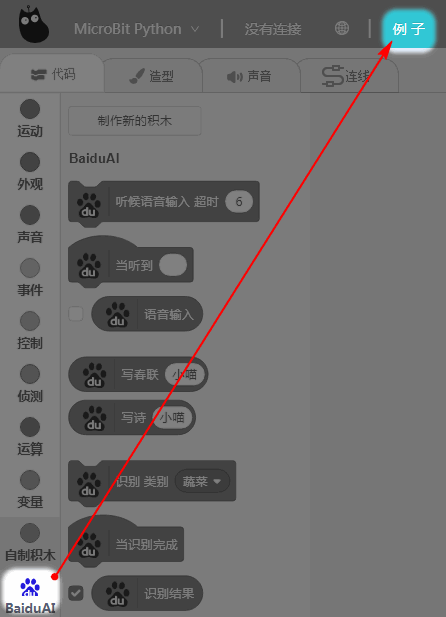 MicroBit Python
没有连接
例 子
代码
造型
声音
连线
运动
外观
声音
事件
控制
侦测
运算
变量
自制积木
BaiduAI
制作新的积木
BaiduAI
du 听候语音输入 超时 6
du 当听到
du 语音输入
du 写春联 小喵
du 写诗 小喵
du 识别 类别 蔬菜
du 当识别完成
du 识别结果